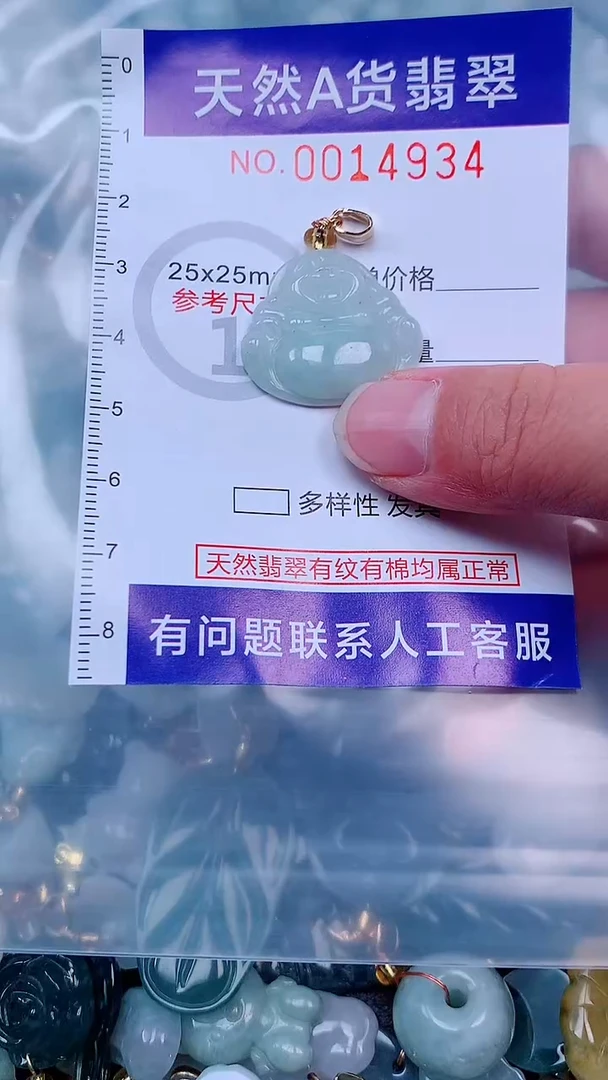 天然A货翡翠
NO. 0014934
25x25m 价格
参考尺
1
量
多样性
天然翡翠有纹有棉均属正常
有问题联系人工客服
0
1
2
3
4
5
6
7
8